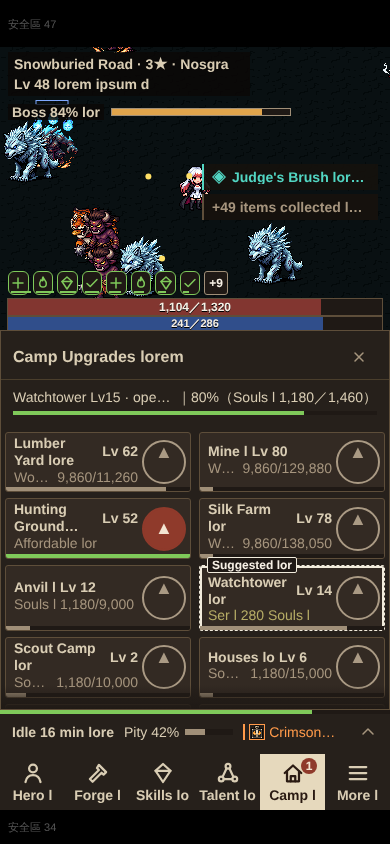 安全區 47
Snowburied Road · 3★ · Nosgra
Lv 48 lorem ipsum d
Boss 84% lor
Judge's Brush lor…
+49 items collected l…
+9
1,104／1,320
241／286
Camp Upgrades lorem
Watchtower Lv15 · ope… ｜80%（Souls l 1,180／1,460）
Lumber Yard lore Lv 62
Wo… 9,860/11,260
Mine l Lv 80
W… 9,860/129,880
Hunting Ground… Lv 52
Affordable lor
Silk Farm lor Lv 78
W… 9,860/138,050
Anvil l Lv 12
Souls l 1,180/9,000
Suggested lor
Watchtower lor Lv 14
Ser l 280 Souls l
Scout Camp lor Lv 2
So… 1,180/10,000
Houses lo Lv 6
So… 1,180/15,000
Idle 16 min lore Pity 42% Crimson…
1
Hero l Forge l Skills lo Talent lo Camp l More l
安全區 34